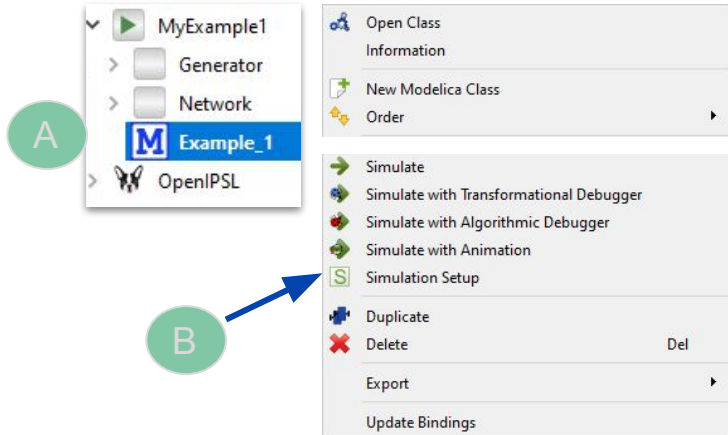 MyExample1
Generator
Network
A
M Example_1
OpenIPSL
Open Class
Information
New Modelica Class
Order
Simulate
Simulate with Transformational Debugger
Simulate with Algorithmic Debugger
Simulate with Animation
S Simulation Setup
B
Duplicate
Delete Del
Export
Update Bindings